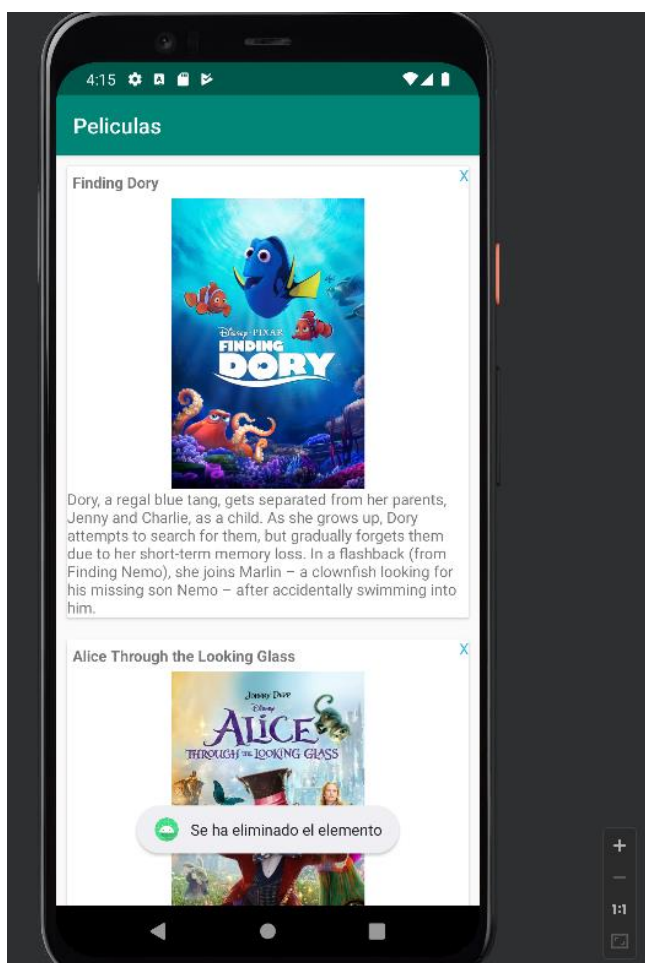 4:15
Peliculas
Finding Dory
X
Disney·PIXAR
FINDING
DORY
Dory, a regal blue tang, gets separated from her parents,
Jenny and Charlie, as a child. As she grows up, Dory
attempts to search for them, but gradually forgets them
due to her short-term memory loss. In a flashback (from
Finding Nemo), she joins Marlin – a clownfish looking for
his missing son Nemo – after accidentally swimming into
him.
Alice Through the Looking Glass
X
JOHNNY DEPP
Disney
ALICE
THROUGH THE LOOKING GLASS
Se ha eliminado el elemento
1:1